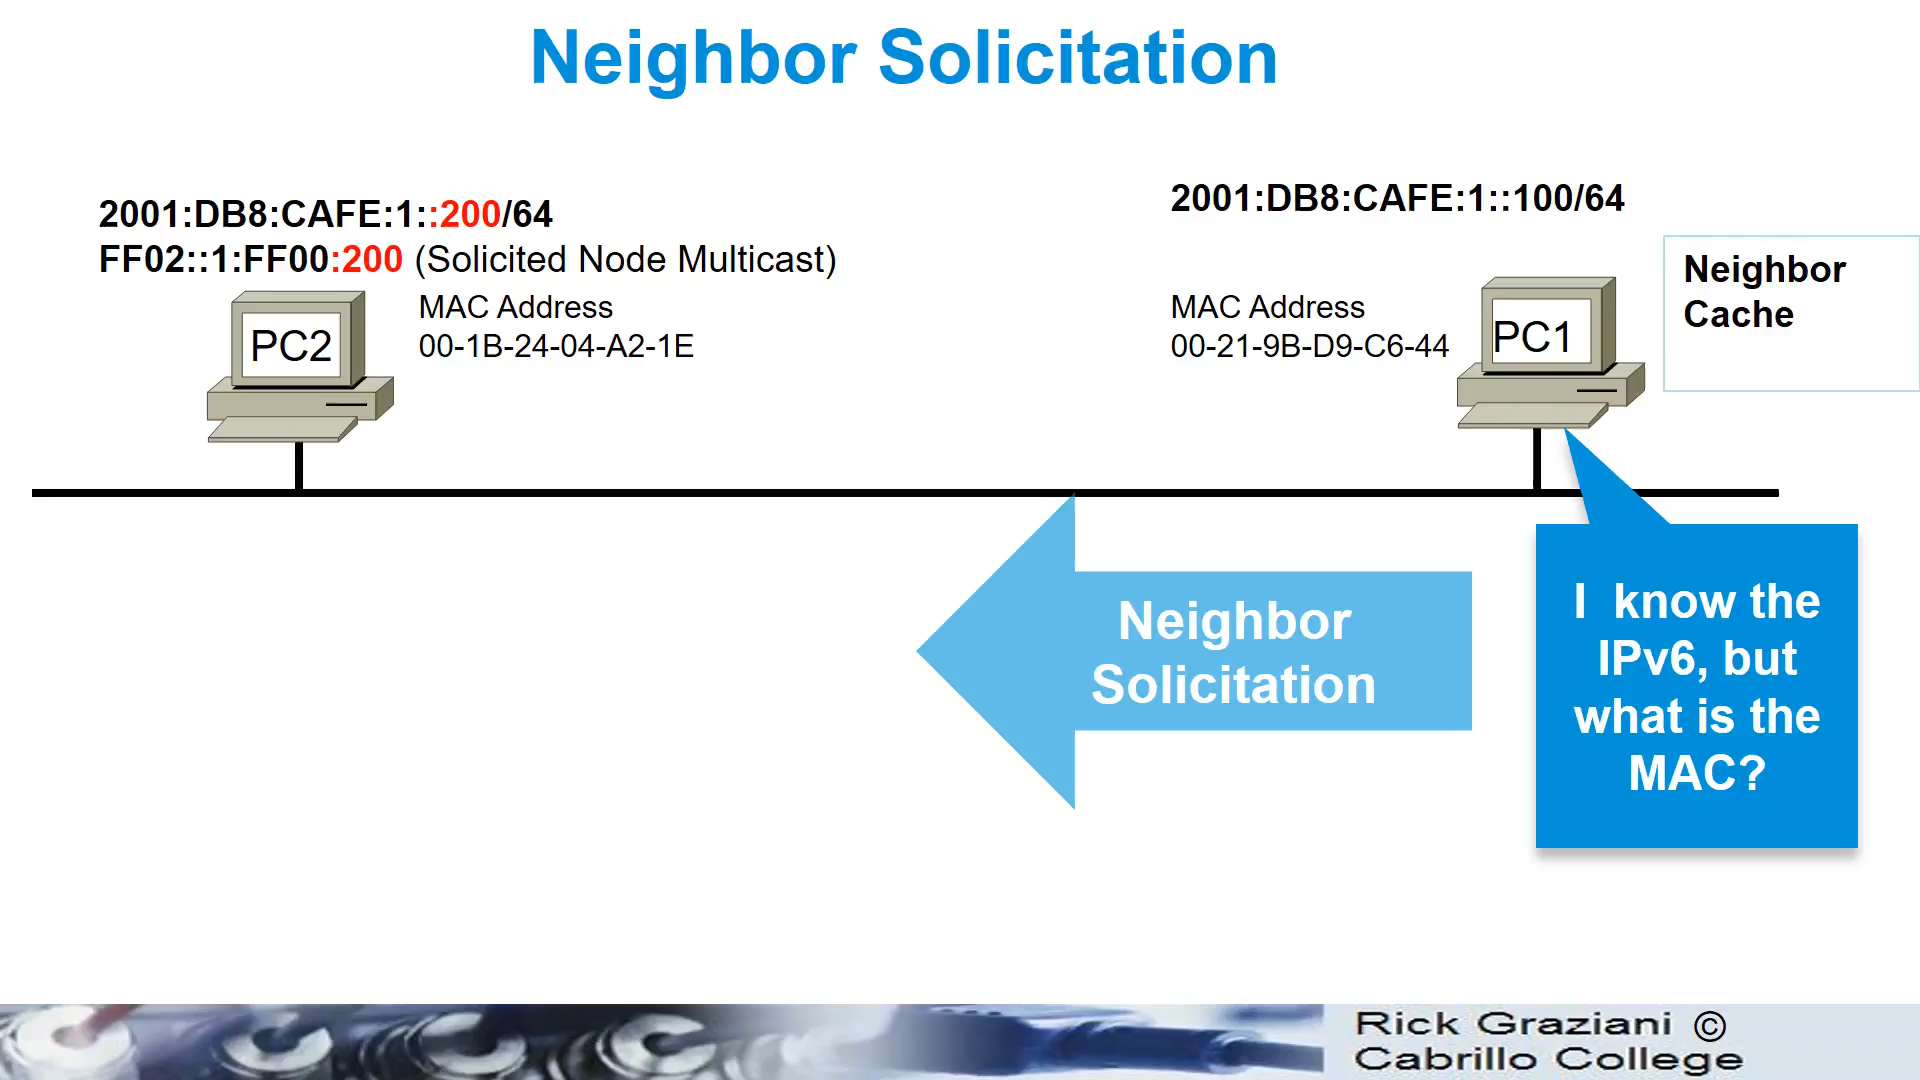 Neighbor Solicitation
2001:DB8:CAFE:1::200/64
FF02::1:FF00:200 (Solicited Node Multicast)
MAC Address
00-1B-24-04-A2-1E
PC2
2001:DB8:CAFE:1::100/64
MAC Address
00-21-9B-D9-C6-44
PC1
Neighbor
Cache
Neighbor
Solicitation
I know the
IPv6, but
what is the
MAC?
Rick Graziani ©
Cabrillo College